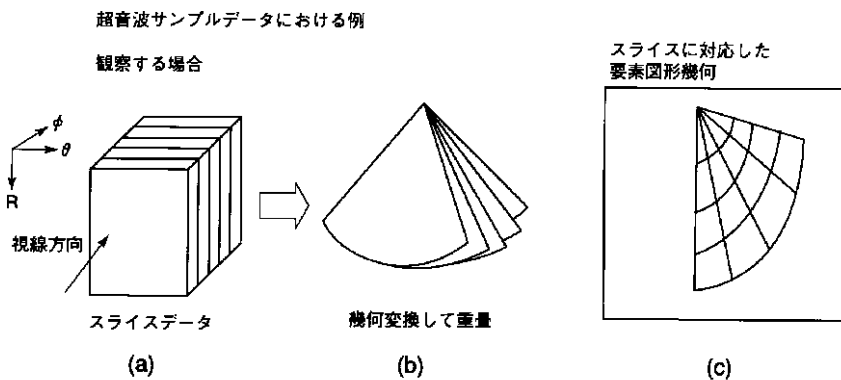 超音波サンプルデータにおける例
観察する場合
スライスに対応した
要素図形幾何
φ
θ
R
視線方向
スライスデータ
幾何変換して重畳
(a)
(b)
(c)